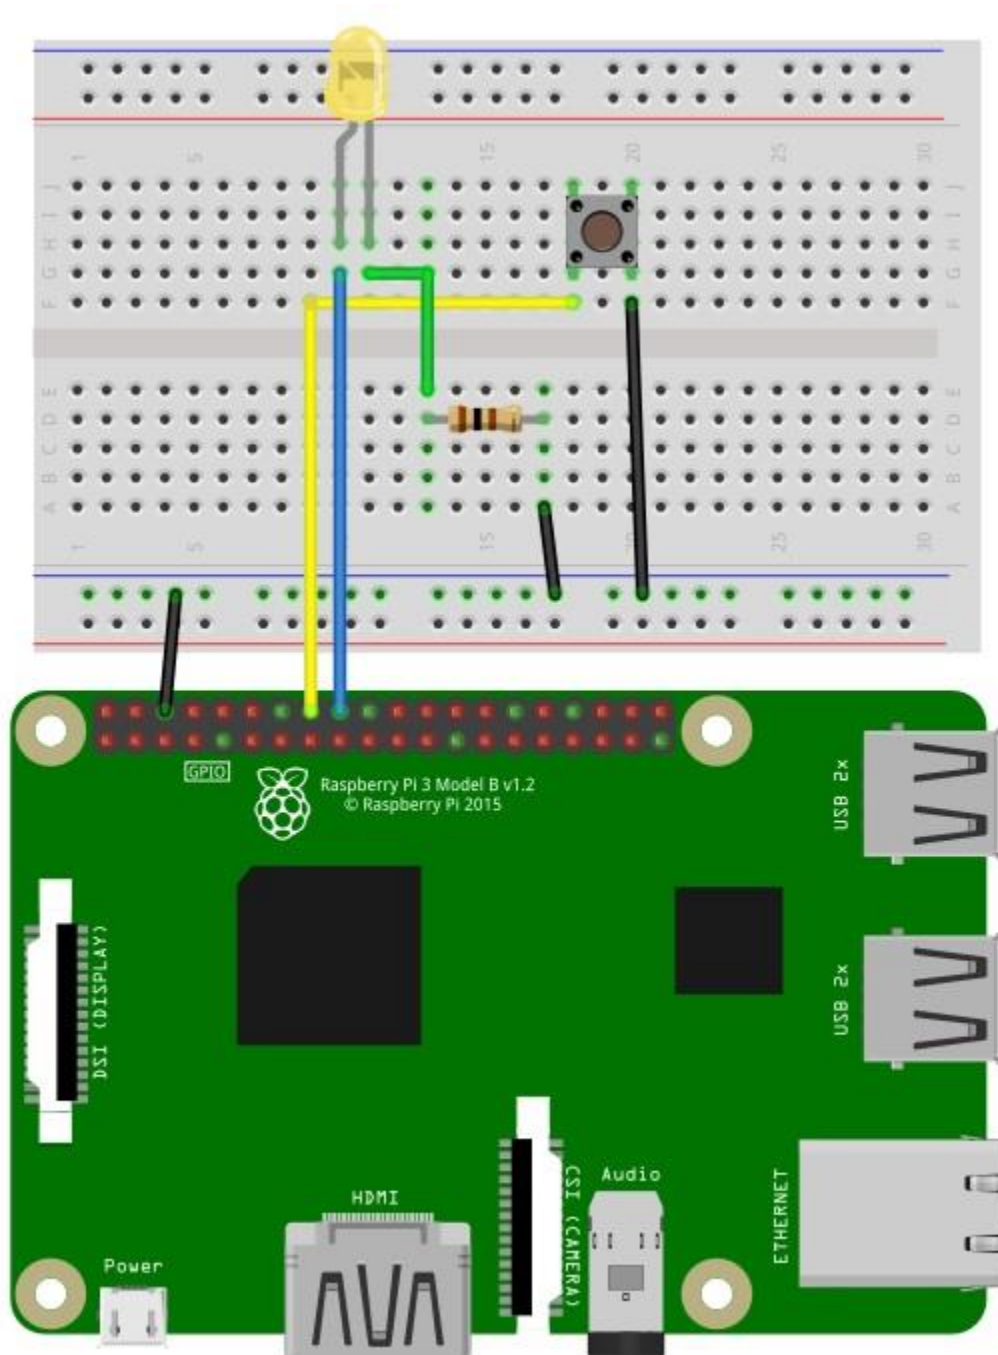 1 5 15 20 25 30
J J
I I
H H
G G
F F
E E
D D
C C
B B
A A
1 5 15 20 25 30
GPIO
Raspberry Pi 3 Model B v1.2
© Raspberry Pi 2015
USB 2x
DSI (DISPLAY)
USB 2x
CSI (CAMERA)
Audio
ETHERNET
HDMI
Power